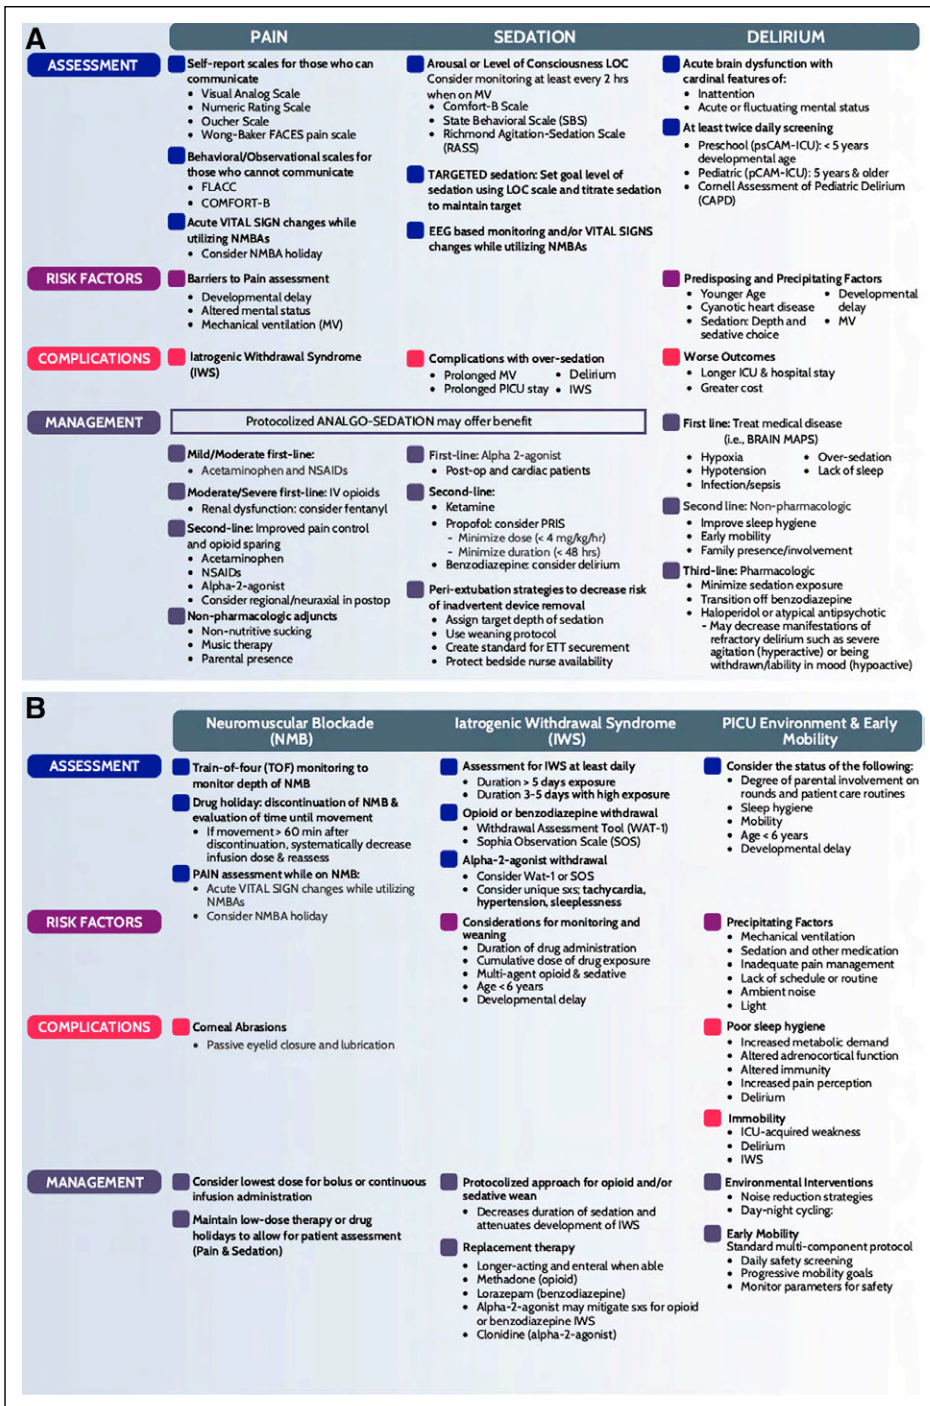 A
PAIN
SEDATION
DELIRIUM
ASSESSMENT
Self-report scales for those who can
communicate
• Visual Analog Scale
• Numeric Rating Scale
• Oucher Scale
• Wong-Baker FACES pain scale
Behavioral/Observational scales for
those who cannot communicate
• FLACC
• COMFORT-B
Acute VITAL SIGN changes while
utilizing NMBAs
• Consider NMBA holiday
Arousal or Level of Consciousness LOC
Consider monitoring at least every 2 hrs
when on MV
• Comfort-B Scale
• State Behavioral Scale (SBS)
• Richmond Agitation-Sedation Scale
(RASS)
TARGETED sedation: Set goal level of
sedation using LOC scale and titrate sedation
to maintain target
EEG based monitoring and/or VITAL SIGNS
changes while utilizing NMBAs
Acute brain dysfunction with
cardinal features of:
• Inattention
• Acute or fluctuating mental status
At least twice daily screening
• Preschool (psCAM-ICU): < 5 years
developmental age
• Pediatric (pCAM-ICU): 5 years & older
• Cornell Assessment of Pediatric Delirium
(CAPD)
RISK FACTORS
Barriers to Pain assessment
• Developmental delay
• Altered mental status
• Mechanical ventilation (MV)
Predisposing and Precipitating Factors
• Younger Age
• Cyanotic heart disease
• Sedation: Depth and
sedative choice
• Developmental
delay
• MV
COMPLICATIONS
Iatrogenic Withdrawal Syndrome
(IWS)
Complications with over-sedation
• Prolonged MV
• Prolonged PICU stay
• Delirium
• IWS
Worse Outcomes
• Longer ICU & hospital stay
• Greater cost
MANAGEMENT
Protocolized ANALGO-SEDATION may offer benefit
Mild/Moderate first-line:
• Acetaminophen and NSAIDs
Moderate/Severe first-line: IV opioids
• Renal dysfunction: consider fentanyl
Second-line: Improved pain control
and opioid sparing
• Acetaminophen
• NSAIDs
• Alpha-2-agonist
• Consider regional/neuraxial in postop
Non-pharmacologic adjuncts
• Non-nutritive sucking
• Music therapy
• Parental presence
First-line: Alpha 2-agonist
• Post-op and cardiac patients
Second-line:
• Ketamine
• Propofol: consider PRIS
- Minimize dose (< 4 mg/kg/hr)
- Minimize duration (< 48 hrs)
• Benzodiazepine: consider delirium
Peri-extubation strategies to decrease risk
of inadvertent device removal
• Assign target depth of sedation
• Use weaning protocol
• Create standard for ETT securement
• Protect bedside nurse availability
First line: Treat medical disease
(i.e., BRAIN MAPS)
• Hypoxia
• Hypotension
• Infection/sepsis
• Over-sedation
• Lack of sleep
Second line: Non-pharmacologic
• Improve sleep hygiene
• Early mobility
• Family presence/involvement
Third-line: Pharmacologic
• Minimize sedation exposure
• Transition off benzodiazepine
• Haloperidol or atypical antipsychotic
- May decrease manifestations of
refractory delirium such as severe
agitation (hyperactive) or being
withdrawn/lability in mood (hypoactive)
B
Neuromuscular Blockade
(NMB)
Iatrogenic Withdrawal Syndrome
(IWS)
PICU Environment & Early
Mobility
ASSESSMENT
Train-of-four (TOF) monitoring to
monitor depth of NMB
Drug holiday: discontinuation of NMB &
evaluation of time until movement
• If movement > 60 min after
discontinuation, systematically decrease
infusion dose & reassess
PAIN assessment while on NMB:
• Acute VITAL SIGN changes while utilizing
NMBAs
• Consider NMBA holiday
Assessment for IWS at least daily
• Duration > 5 days exposure
• Duration 3-5 days with high exposure
Opioid or benzodiazepine withdrawal
• Withdrawal Assessment Tool (WAT-1)
• Sophia Observation Scale (SOS)
Alpha-2-agonist withdrawal
• Consider Wat-1 or SOS
• Consider unique sxs; tachycardia,
hypertension, sleeplessness
Consider the status of the following:
• Degree of parental involvement on
rounds and patient care routines
• Sleep hygiene
• Mobility
• Age < 6 years
• Developmental delay
RISK FACTORS
Considerations for monitoring and
weaning
• Duration of drug administration
• Cumulative dose of drug exposure
• Multi-agent opioid & sedative
• Age < 6 years
• Developmental delay
Precipitating Factors
• Mechanical ventilation
• Sedation and other medication
• Inadequate pain management
• Lack of schedule or routine
• Ambient noise
• Light
COMPLICATIONS
Corneal Abrasions
• Passive eyelid closure and lubrication
Poor sleep hygiene
• Increased metabolic demand
• Altered adrenocortical function
• Altered immunity
• Increased pain perception
• Delirium
Immobility
• ICU-acquired weakness
• Delirium
• IWS
MANAGEMENT
Consider lowest dose for bolus or continuous
infusion administration
Maintain low-dose therapy or drug
holidays to allow for patient assessment
(Pain & Sedation)
Protocolized approach for opioid and/or
sedative wean
• Decreases duration of sedation and
attenuates development of IWS
Replacement therapy
• Longer-acting and enteral when able
• Methadone (opioid)
• Lorazepam (benzodiazepine)
• Alpha-2-agonist may mitigate sxs for opioid
or benzodiazepine IWS
• Clonidine (alpha-2-agonist)
Environmental Interventions
• Noise reduction strategies
• Day-night cycling:
Early Mobility
Standard multi-component protocol
• Daily safety screening
• Progressive mobility goals
• Monitor parameters for safety